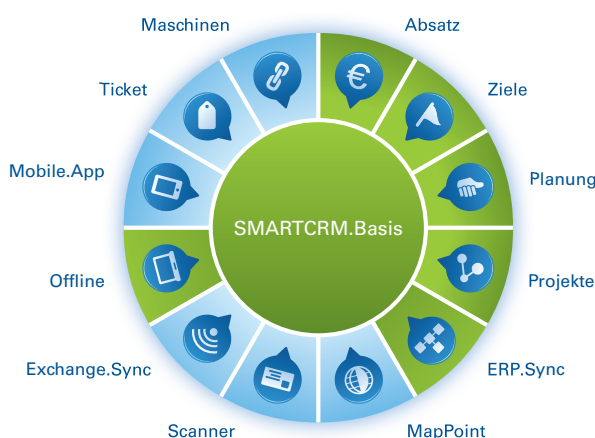 Maschinen
Absatz
Ticket
Ziele
Mobile.App
Planung
SMARTCRM.Basis
Offline
Projekte
Exchange.Sync
ERP.Sync
Scanner
MapPoint